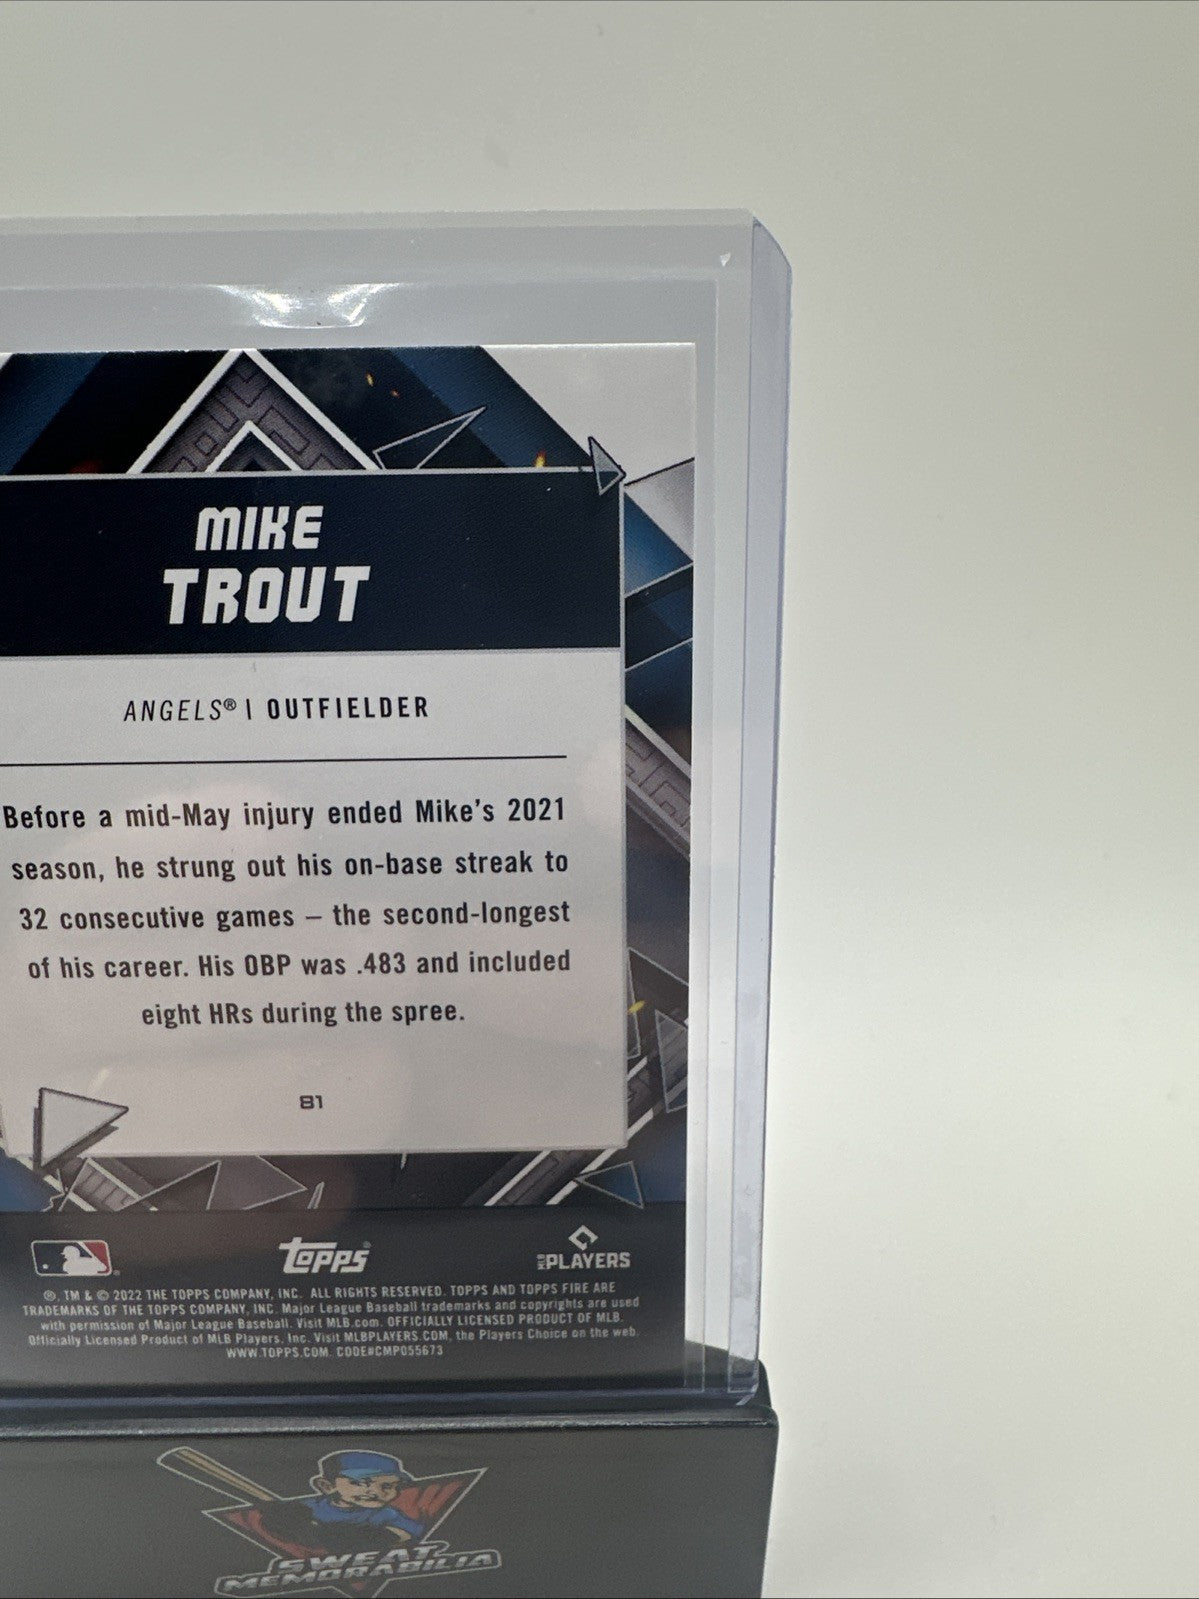 MIKE
TROUT
ANGELS® | OUTFIELDER
Before a mid-May injury ended Mike's 2021
season, he strung out his on-base streak to
32 consecutive games – the second-longest
of his career. His OBP was .483 and included
eight HRs during the spree.
81
topps®
MLB PLAYERS
®, TM & © 2022 THE TOPPS COMPANY, INC. ALL RIGHTS RESERVED. TOPPS AND TOPPS FIRE ARE
TRADEMARKS OF THE TOPPS COMPANY, INC. Major League Baseball trademarks and copyrights are used
with permission of Major League Baseball. Visit MLB.com. OFFICIALLY LICENSED PRODUCT OF MLB.
Officially Licensed Product of MLB Players, Inc. Visit MLBPLAYERS.COM, the Players Choice on the web.
WWW.TOPPS.COM. CODE#CMP055673
SWEAT
MEMORABILIA